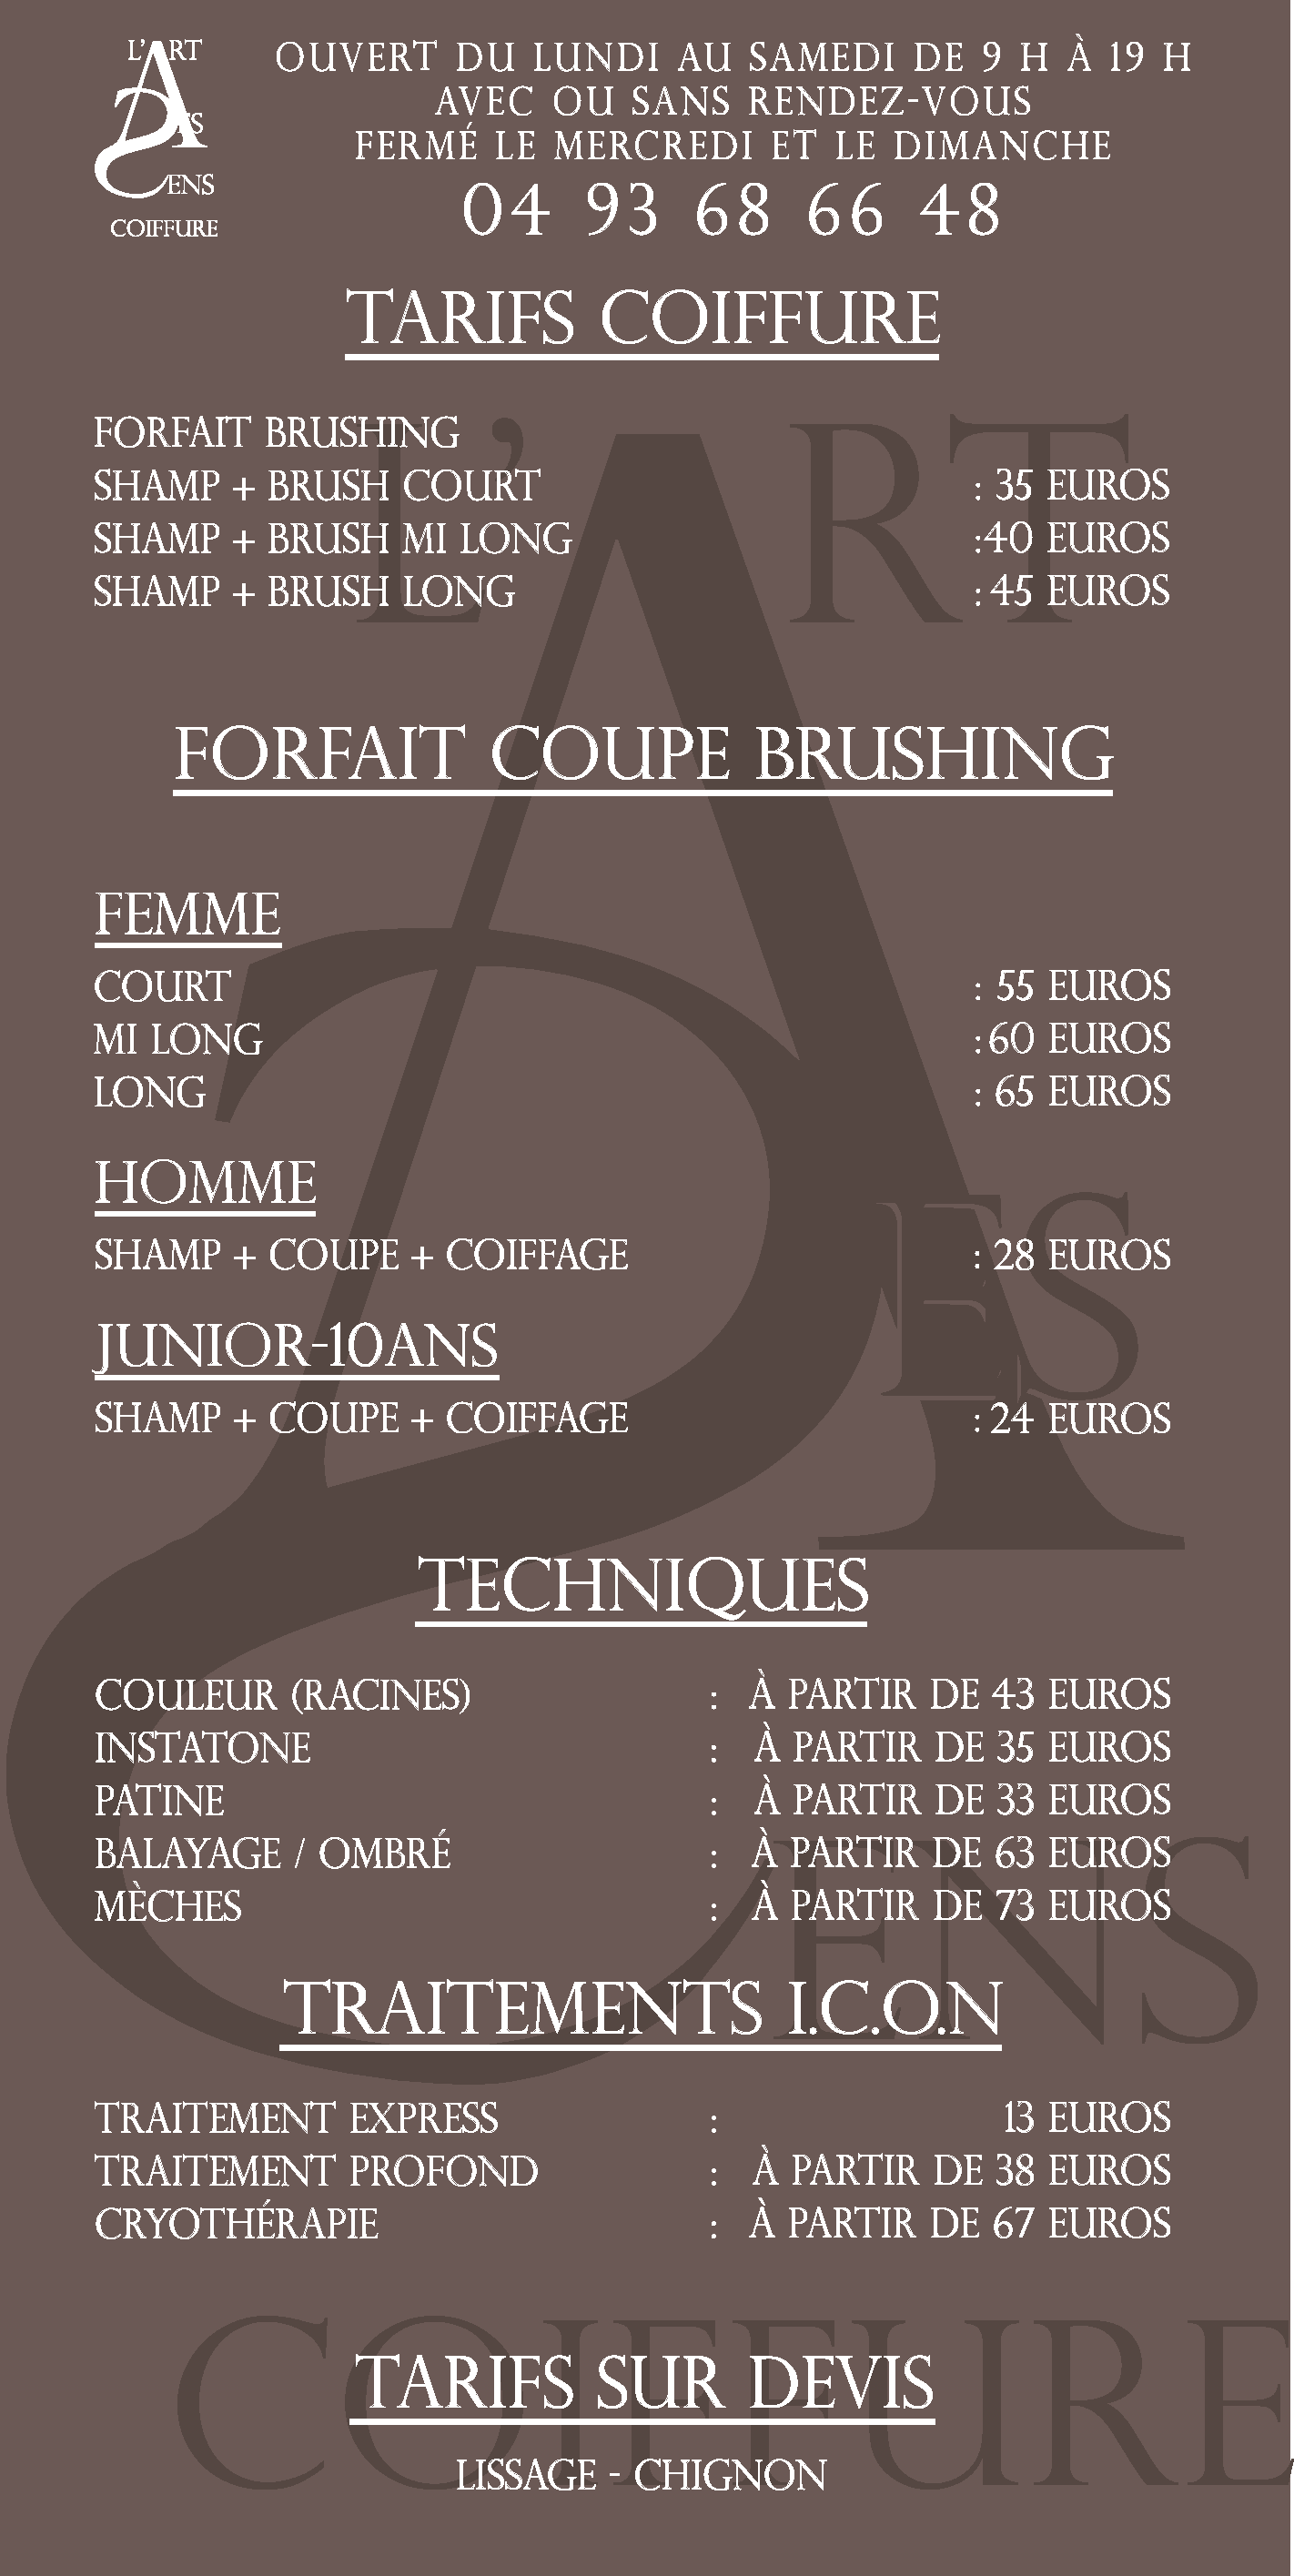 L'ART
DES
SENS
COIFFURE
OUVERT DU LUNDI AU SAMEDI DE 9 H À 19 H
AVEC OU SANS RENDEZ-VOUS
FERMÉ LE MERCREDI ET LE DIMANCHE
04 93 68 66 48
TARIFS COIFFURE
FORFAIT BRUSHING
SHAMP + BRUSH COURT : 35 EUROS
SHAMP + BRUSH MI LONG :40 EUROS
SHAMP + BRUSH LONG : 45 EUROS
FORFAIT COUPE BRUSHING
FEMME
COURT : 55 EUROS
MI LONG : 60 EUROS
LONG : 65 EUROS
HOMME
SHAMP + COUPE + COIFFAGE : 28 EUROS
JUNIOR-10ANS
SHAMP + COUPE + COIFFAGE : 24 EUROS
TECHNIQUES
COULEUR (RACINES) : À PARTIR DE 43 EUROS
INSTATONE : À PARTIR DE 35 EUROS
PATINE : À PARTIR DE 33 EUROS
BALAYAGE / OMBRÉ : À PARTIR DE 63 EUROS
MÈCHES : À PARTIR DE 73 EUROS
TRAITEMENTS I.C.O.N
TRAITEMENT EXPRESS : 13 EUROS
TRAITEMENT PROFOND : À PARTIR DE 38 EUROS
CRYOTHÉRAPIE : À PARTIR DE 67 EUROS
TARIFS SUR DEVIS
LISSAGE - CHIGNON
L'ART
DES
SENS
COIFFURE